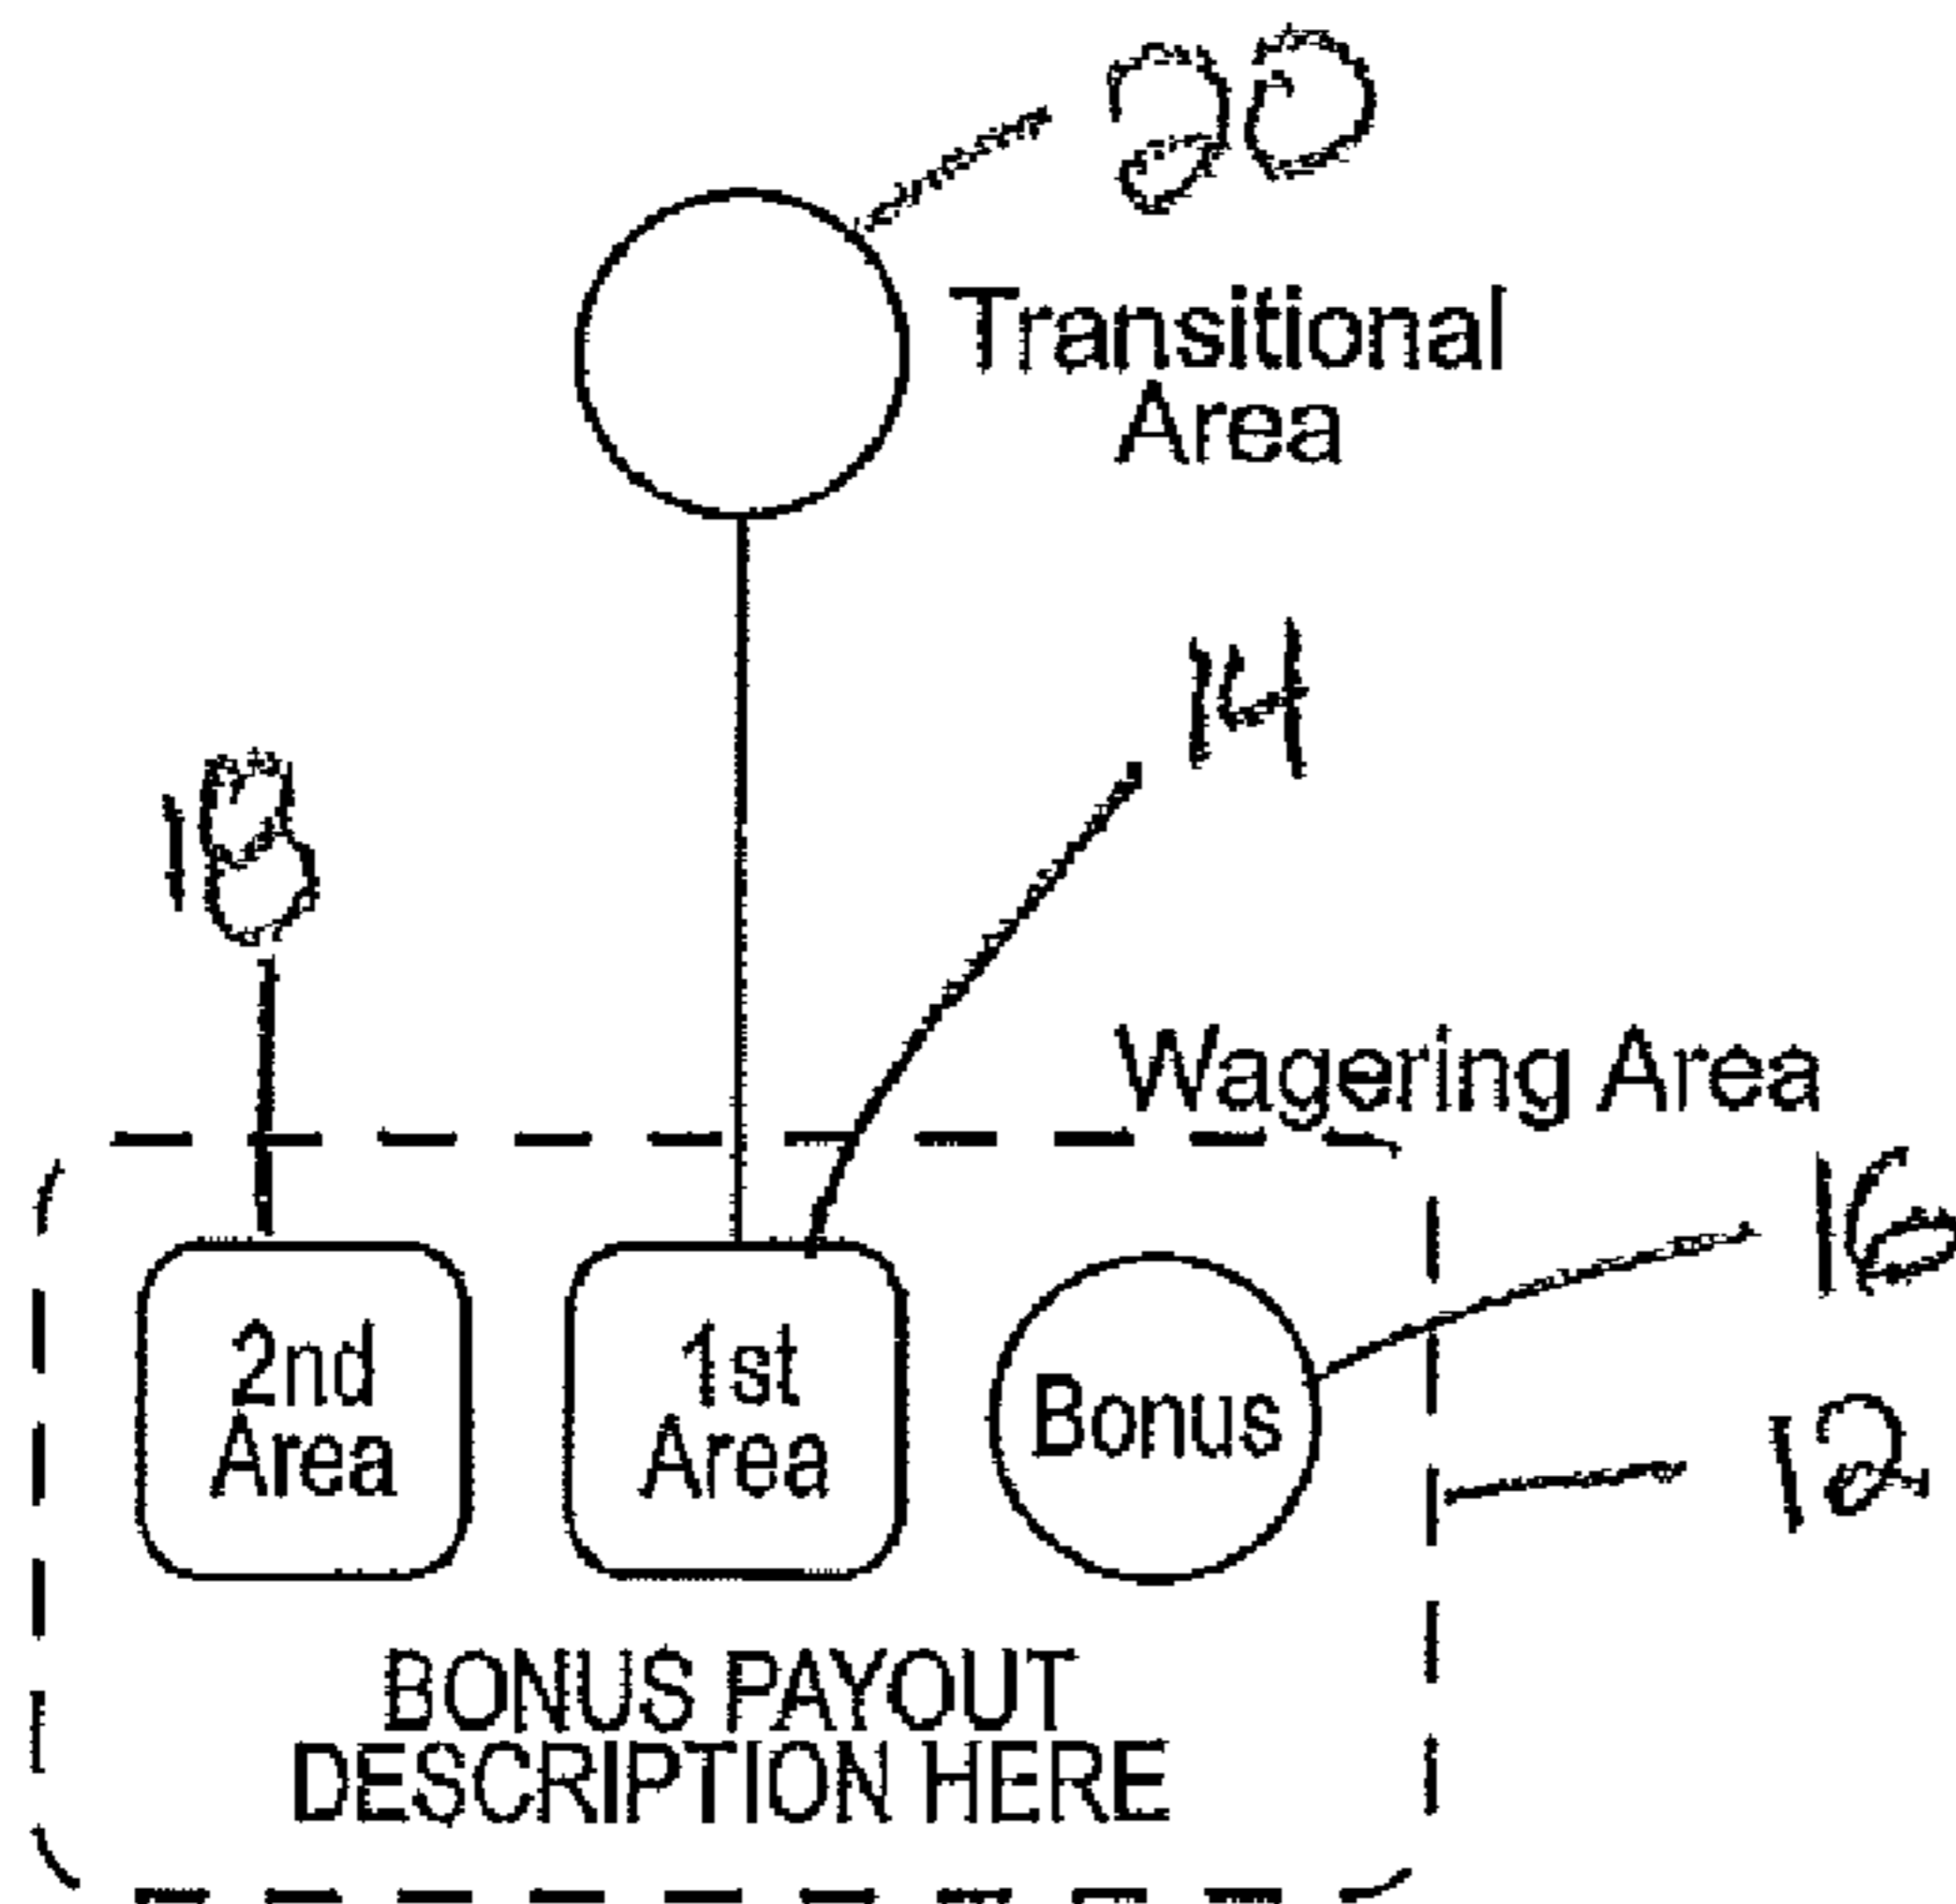 20
Transitional
Area
14
18
Wagering Area
16
2nd
Area
1st
Area
Bonus
12
BONUS PAYOUT
DESCRIPTION HERE